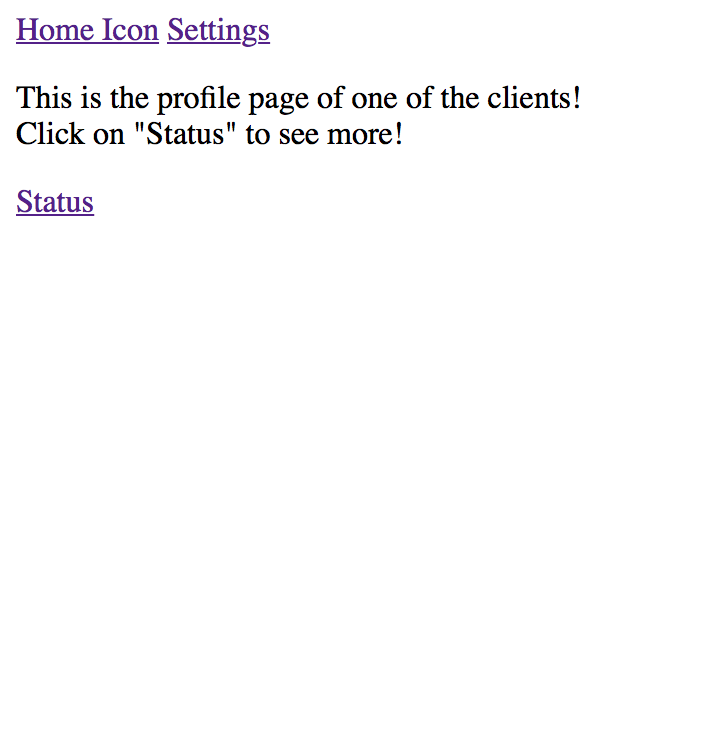 Home Icon Settings
This is the profile page of one of the clients!
Click on "Status" to see more!
Status